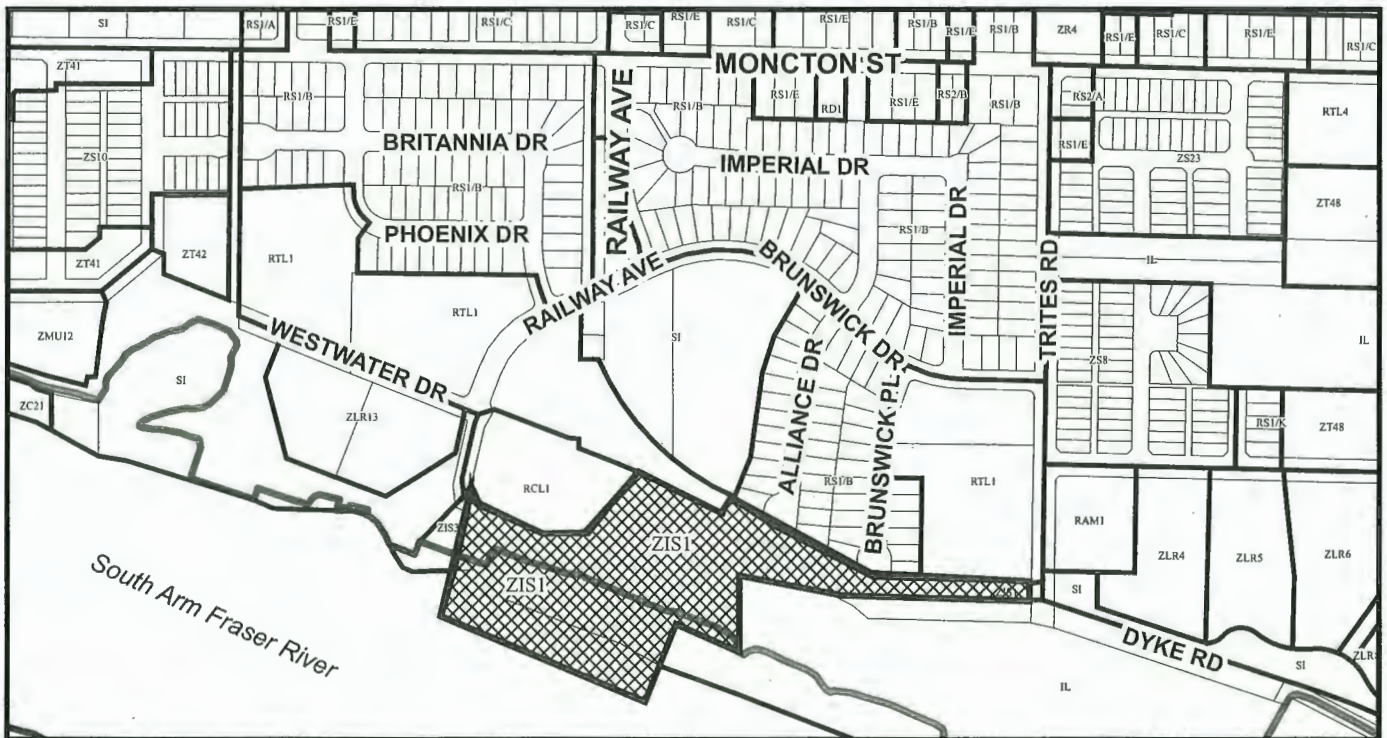 SI
RS1/A
RS1/E
RS1/C
RS1/C
RS1/E
RS1/C
RS1/E
RS1/B
RS1/E
RS1/B
ZR4
RS1/E
RS1/C
RS1/E
RS1/C
ZT41
MONCTON ST
RS1/B
RS1/B
RS1/E
RD1
RS1/E
RS2/B
RS1/B
RS2/A
RTL4
RAILWAY AVE
BRITANNIA DR
IMPERIAL DR
ZS10
RS1/E
ZS23
RS1/B
PHOENIX DR
RS1/B
IMPERIAL DR
ZT48
ZT41
ZT42
RTL1
RAILWAY AVE
BRUNSWICK DR
TRITES RD
IL
RTL1
ZMU12
WESTWATER DR
SI
SI
ALLIANCE DR
BRUNSWICK PL
ZS8
IL
ZC21
ZLR13
RS1/K
ZT48
RCL1
RS1/B
RTL1
ZIS3
ZIS1
RAM1
ZLR4
ZLR5
ZLR6
South Arm Fraser River
ZIS1
SI
DYKE RD
SI
IL